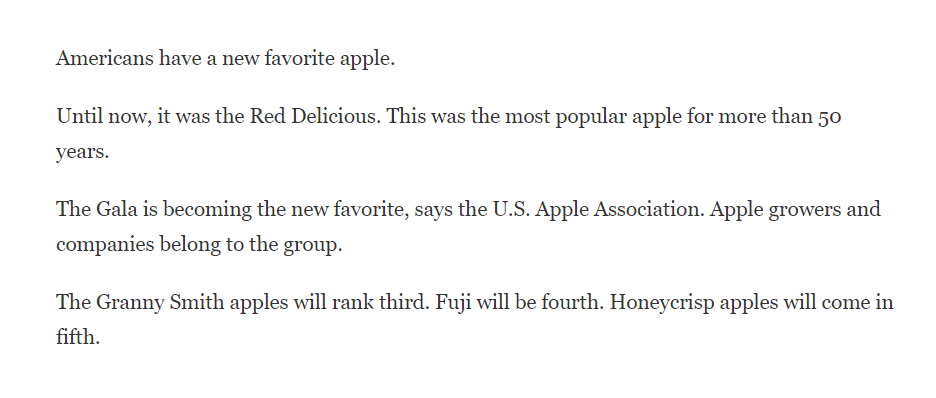 Americans have a new favorite apple.
Until now, it was the Red Delicious. This was the most popular apple for more than 50
years.
The Gala is becoming the new favorite, says the U.S. Apple Association. Apple growers and
companies belong to the group.
The Granny Smith apples will rank third. Fuji will be fourth. Honeycrisp apples will come in
fifth.